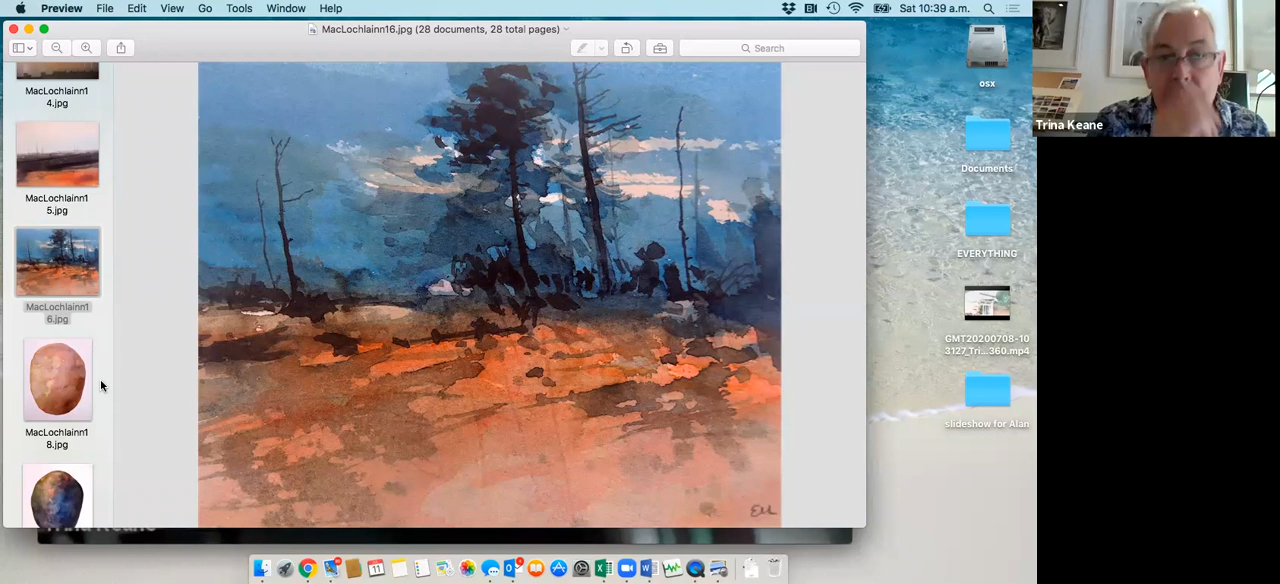 Preview File Edit View Go Tools Window Help
Sat 10:39 a.m.
MacLochlainn16.jpg (28 documents, 28 total pages)
Search
MacLochlainn1
4.jpg
MacLochlainn1
5.jpg
MacLochlainn1
6.jpg
MacLochlainn1
8.jpg
osx
Documents
EVERYTHING
GMT20200708-10
3127_Tri...360.mp4
slideshow for Alan
Trina Keane
11